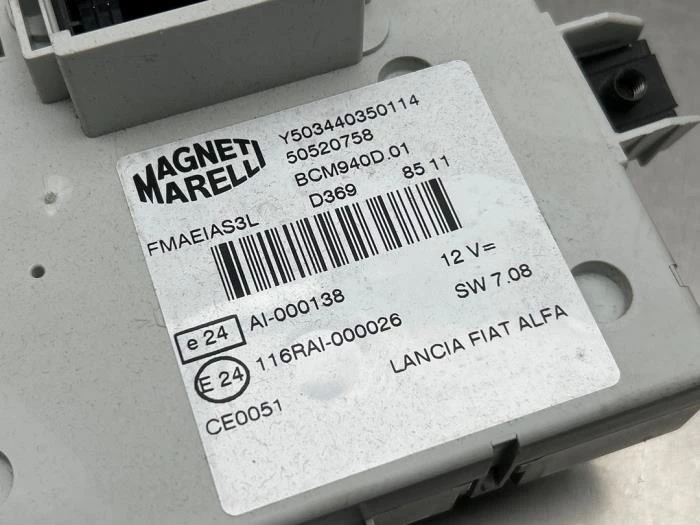 MAGNETI
MARELLI
Y503440350114
50520758
BCM940D.01
D369 85 11
FMAEIAS3L
12 V=
SW 7.08
e 24 AI-000138
E 24 116RAI-000026
LANCIA FIAT ALFA
CE0051